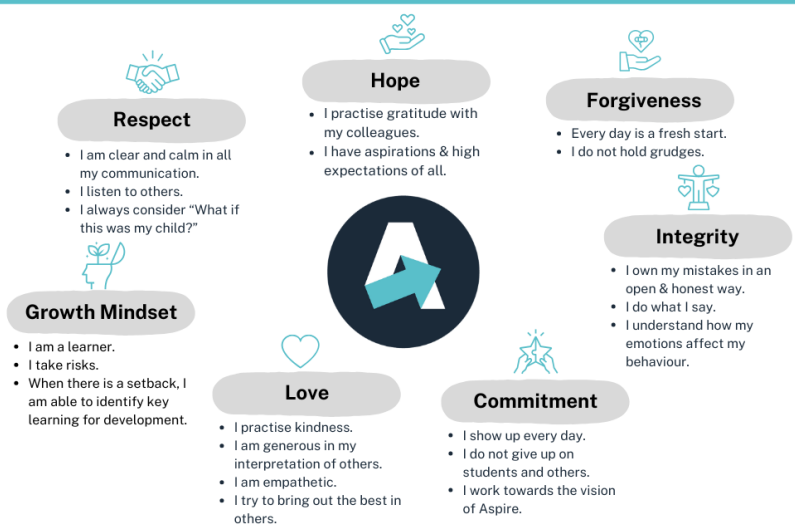 Hope
• I practise gratitude with
my colleagues.
• I have aspirations & high
expectations of all.
Forgiveness
• Every day is a fresh start.
• I do not hold grudges.
Respect
• I am clear and calm in all
my communication.
• I listen to others.
• I always consider “What if
this was my child?”
Integrity
• I own my mistakes in an
open & honest way.
• I do what I say.
• I understand how my
emotions affect my
behaviour.
Growth Mindset
• I am a learner.
• I take risks.
• When there is a setback, I
am able to identify key
learning for development.
Love
• I practise kindness.
• I am generous in my
interpretation of others.
• I am empathetic.
• I try to bring out the best in
others.
Commitment
• I show up every day.
• I do not give up on
students and others.
• I work towards the vision
of Aspire.